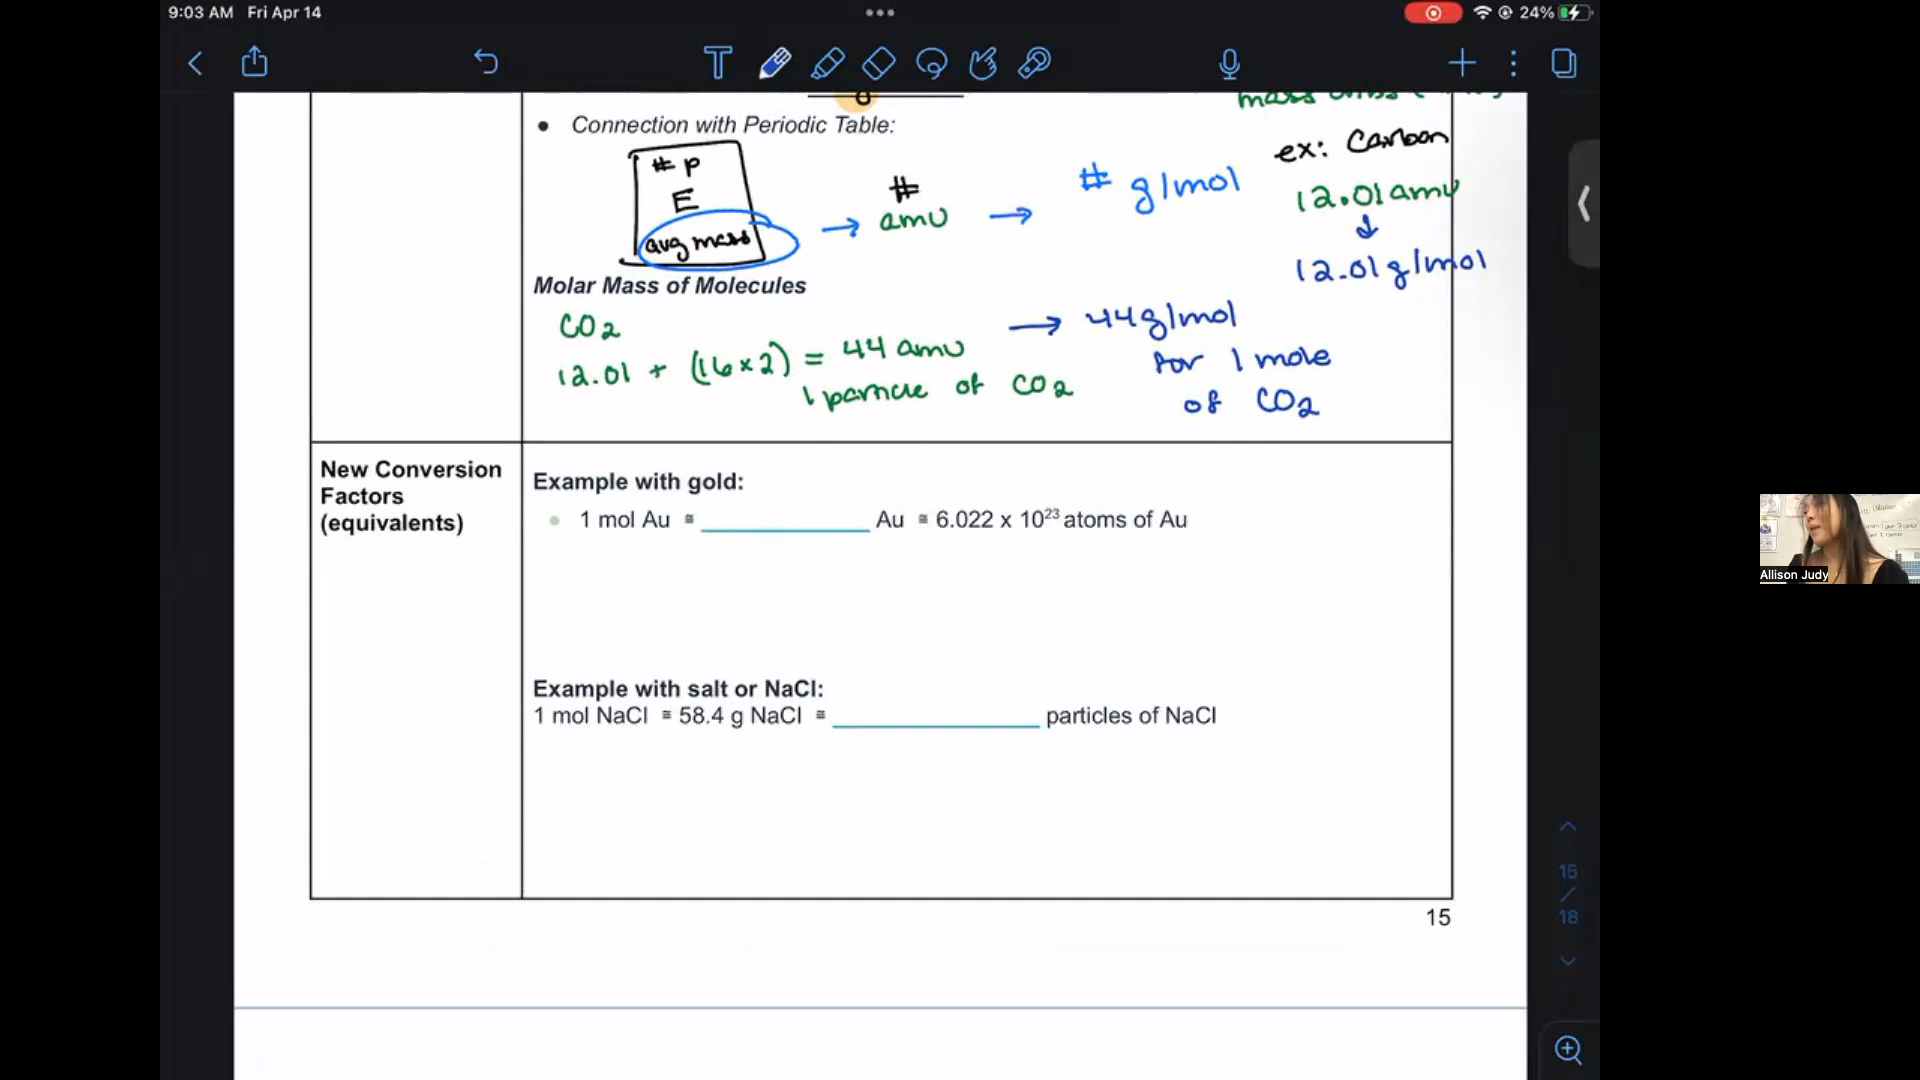 9:03 AM Fri Apr 14
24%
• Connection with Periodic Table:
# p
E
avg mass
→ # amu → # g/mol
ex: Carbon
12.01 amu
↓
12.01 g/mol
Molar Mass of Molecules
CO2
12.01 + (16×2) = 44 amu
1 particle of CO2
→ 44 g/mol
for 1 mole
of CO2
New Conversion
Factors
(equivalents)
Example with gold:
• 1 mol Au ≅ __________ Au ≅ 6.022 x 10²³ atoms of Au
Example with salt or NaCl:
1 mol NaCl ≅ 58.4 g NaCl ≅ __________ particles of NaCl
15
15
/
18
Allison Judy